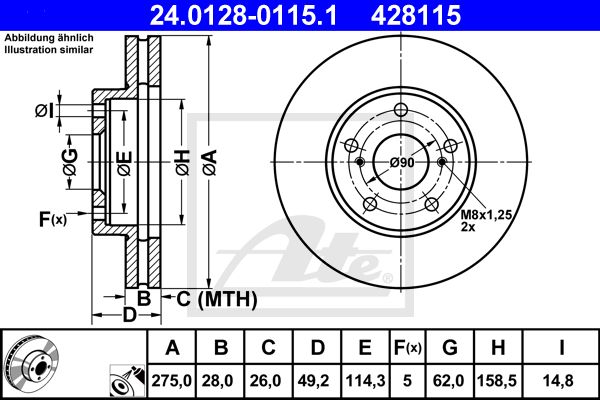 24.0128-0115.1 428115
Abbildung ähnlich
Illustration similar
ØI
ØG
ØE
ØH
ØA
F(x)
B
C (MTH)
D
Ø90
M8x1,25
2x
Ate
A B C D E F(x) G H I
275,0 28,0 26,0 49,2 114,3 5 62,0 158,5 14,8